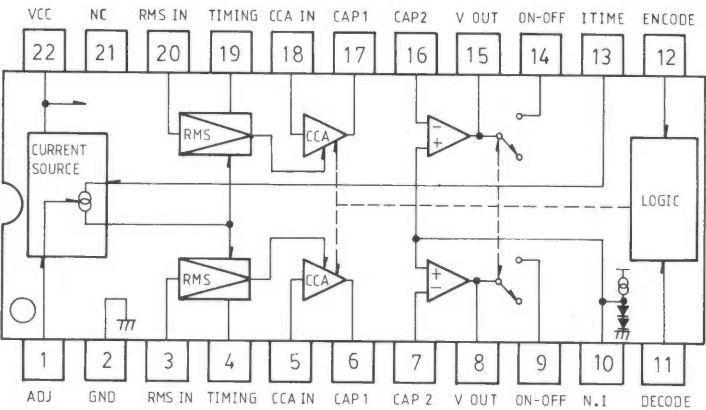 VCC NC RMS IN TIMING CCA IN CAP1 CAP2 V OUT ON-OFF ITIME ENCODE
22 21 20 19 18 17 16 15 14 13 12
RMS CCA − +
CURRENT
SOURCE
LOGIC
RMS CCA + −
1 2 3 4 5 6 7 8 9 10 11
ADJ GND RMS IN TIMING CCA IN CAP1 CAP 2 V OUT ON-OFF N.I DECODE